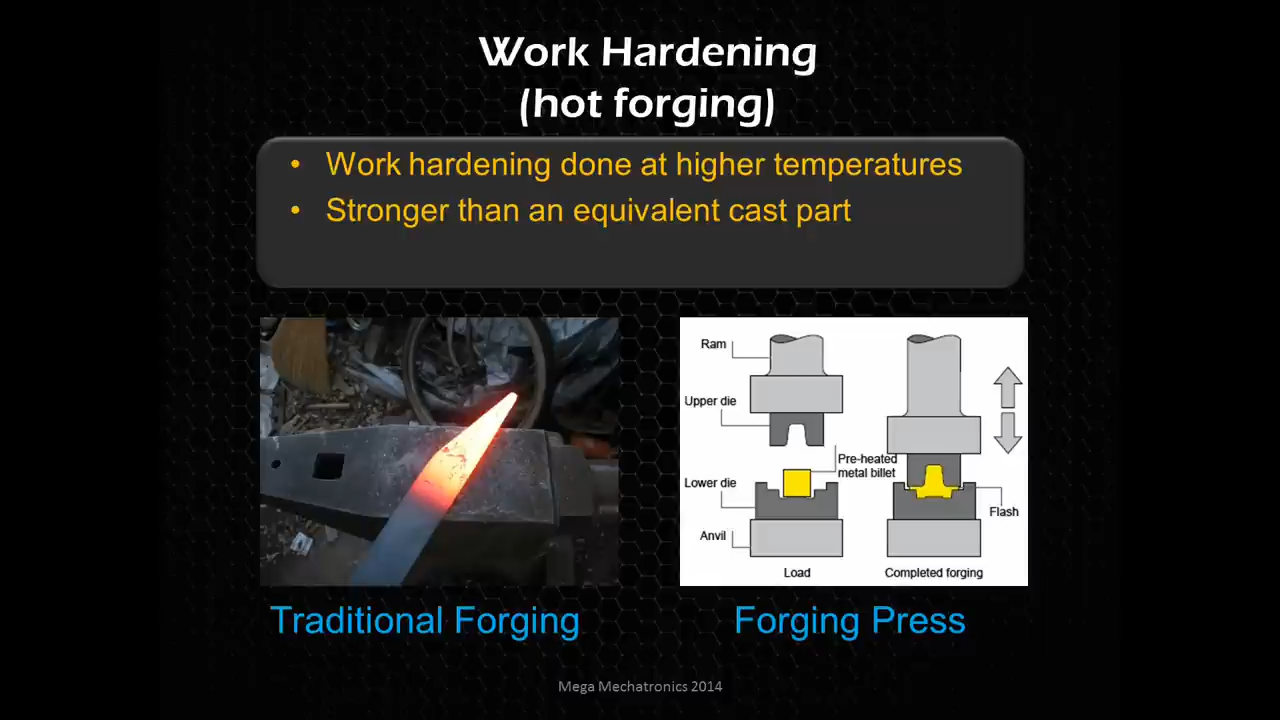 Work Hardening
(hot forging)
• Work hardening done at higher temperatures
• Stronger than an equivalent cast part
Ram
Upper die
Pre-heated
metal billet
Lower die
Flash
Anvil
Load
Completed forging
Traditional Forging
Forging Press
Mega Mechatronics 2014